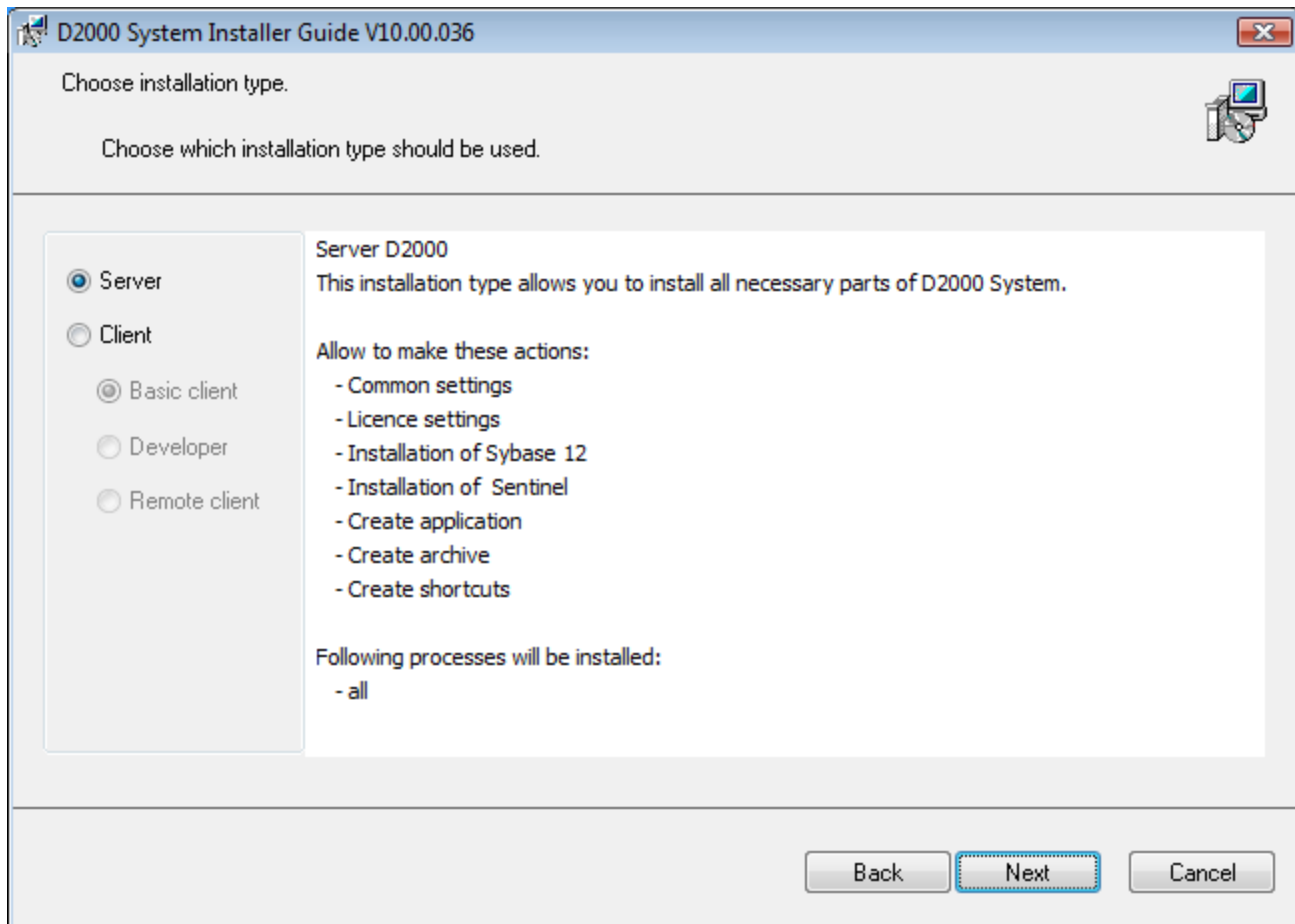 D2000 System Installer Guide V10.00.036
Choose installation type.
Choose which installation type should be used.
Server
Client
Basic client
Developer
Remote client
Server D2000
This installation type allows you to install all necessary parts of D2000 System.
Allow to make these actions:
- Common settings
- Licence settings
- Installation of Sybase 12
- Installation of  Sentinel
- Create application
- Create archive
- Create shortcuts
Following processes will be installed:
- all
Back
Next
Cancel